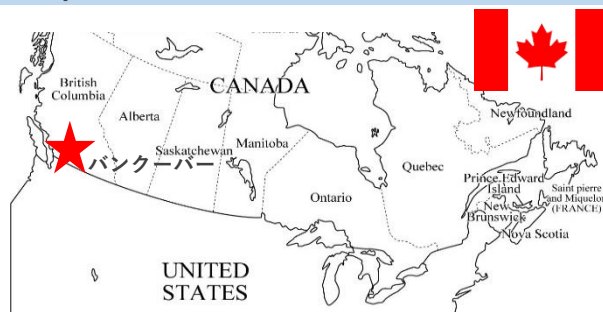 CANADA
British
Columbia
Alberta
Saskatchewan
Manitoba
バンクーバー
Ontario
Quebec
Newfoundland
Prince Edward
Island
Saint pierre
and Miquelon
(FRANCE)
New
Brunswick
Nova Scotia
UNITED
STATES